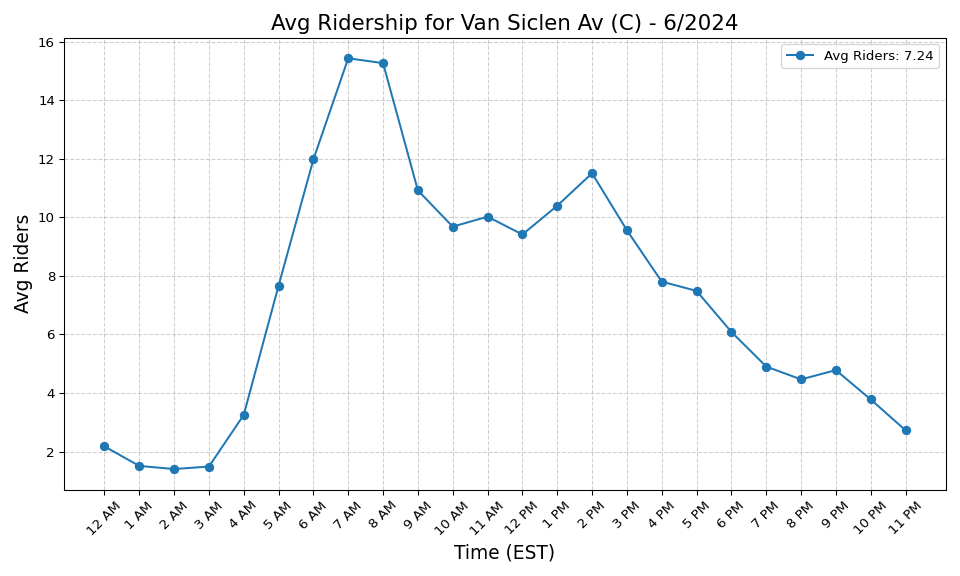 Avg Ridership for Van Siclen Av (C) - 6/2024
Avg Riders: 7.24
Avg Riders
16
14
12
10
8
6
4
2
12 AM
1 AM
2 AM
3 AM
4 AM
5 AM
6 AM
7 AM
8 AM
9 AM
10 AM
11 AM
12 PM
1 PM
2 PM
3 PM
4 PM
5 PM
6 PM
7 PM
8 PM
9 PM
10 PM
11 PM
Time (EST)